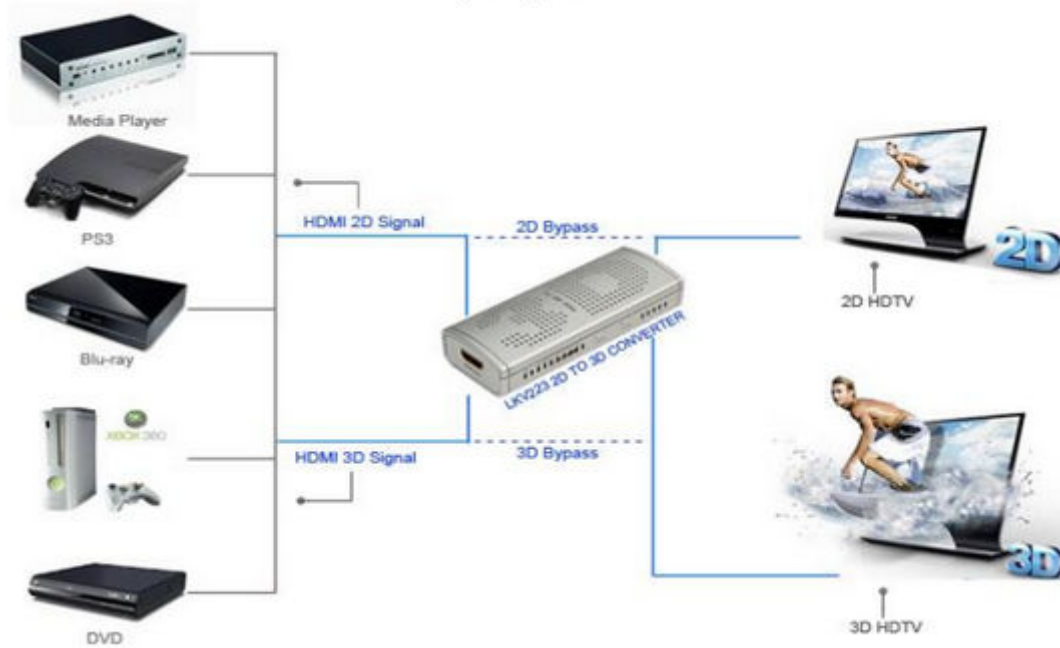 Media Player
PS3
Blu-ray
XBOX 360
DVD
HDMI 2D Signal
2D Bypass
LKV223 2D TO 3D CONVERTER
HDMI 3D Signal
3D Bypass
2D
2D HDTV
3D
3D HDTV